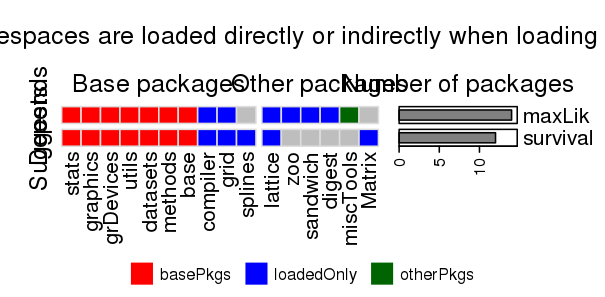 espaces are loaded directly or indirectly when loading
Base packages
Other packages
Number of packages
Depends
Suggests
maxLik
survival
stats
graphics
grDevices
utils
datasets
methods
base
compiler
grid
splines
lattice
zoo
sandwich
digest
miscTools
Matrix
0
5
10
basePkgs
loadedOnly
otherPkgs